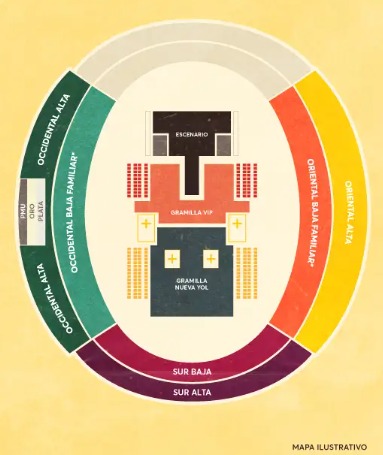 ESCENARIO
OCCIDENTAL ALTA
OCCIDENTAL BAJA FAMILIAR*
ORIENTAL BAJA FAMILIAR*
ORIENTAL ALTA
PMU
ORO
PLATA
GRAMILLA VIP
GRAMILLA
NUEVA YOL
OCCIDENTAL ALTA
SUR BAJA
SUR ALTA
MAPA ILUSTRATIVO